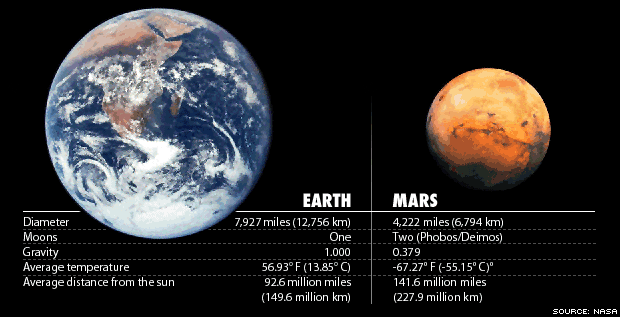 EARTH MARS
Diameter 7,927 miles (12,756 km) 4,222 miles (6,794 km)
Moons One Two (Phobos/Deimos)
Gravity 1.000 0.379
Average temperature 56.93° F (13.85° C) -67.27° F (-55.15° C)°
Average distance from the sun 92.6 million miles 141.6 million miles
(149.6 million km) (227.9 million km)
SOURCE: NASA